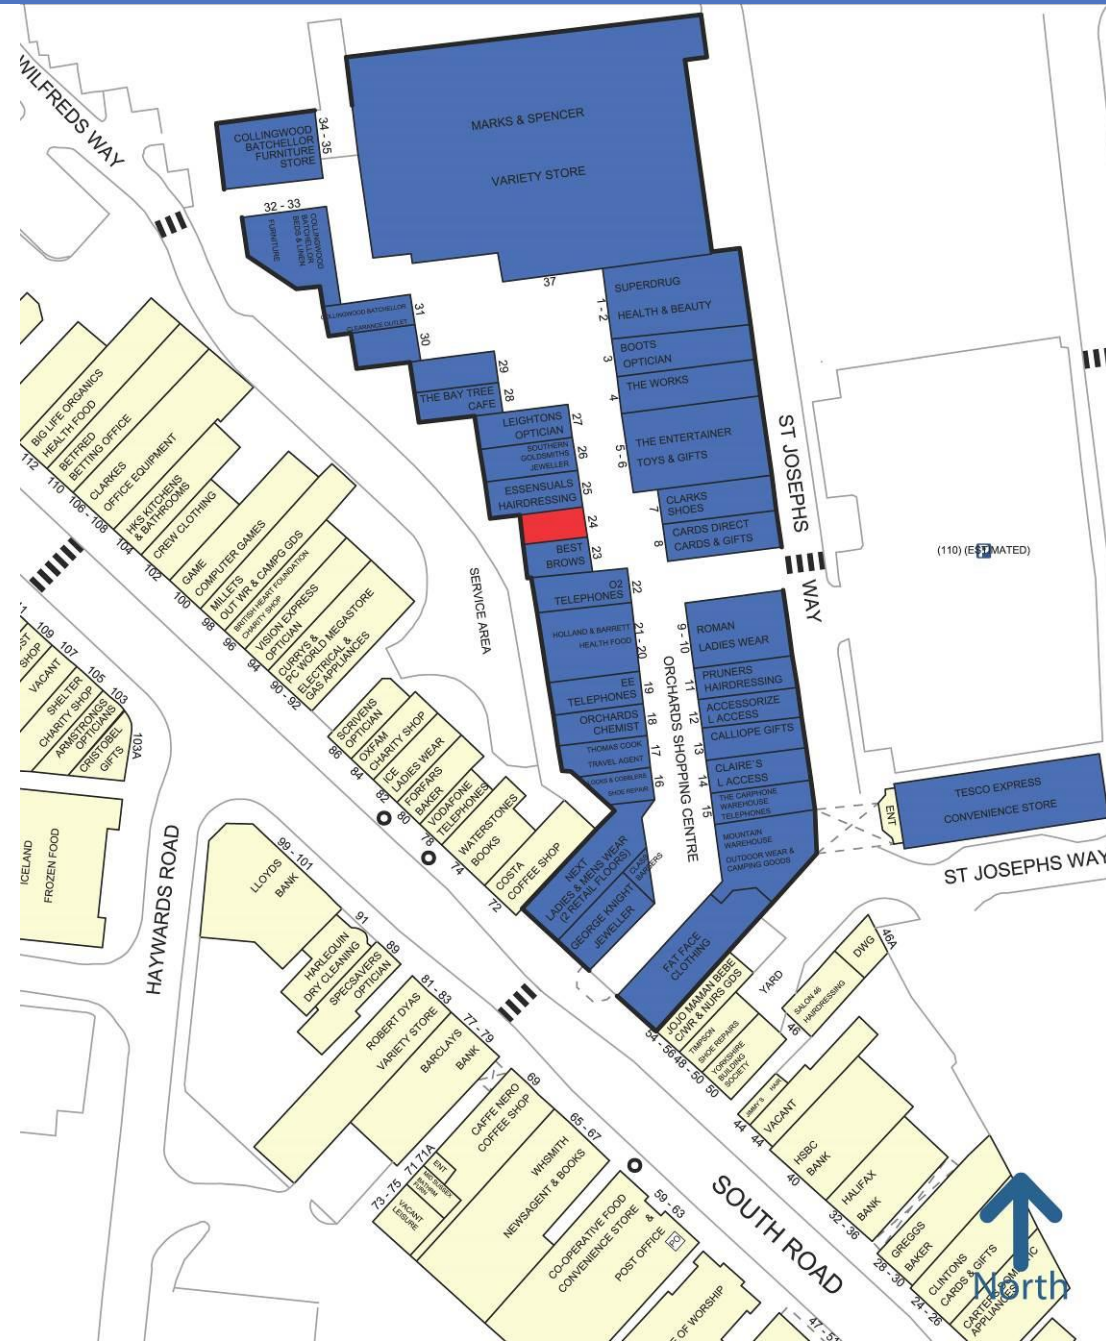 WILFREDS WAY
MARKS & SPENCER
VARIETY STORE
COLLINGWOOD
BATCHELLOR
FURNITURE
STORE
34 - 35
32 - 33
FURNITURE
COLLINGWOOD
BATCHELLOR
BEDS & LINEN
37
SUPERDRUG
HEALTH & BEAUTY
1 - 2
COLLINGWOOD BATCHELLOR
CLEARANCE OUTLET
31
30
BOOTS
OPTICIAN
3
THE WORKS
4
29
THE BAY TREE
CAFE
28
LEIGHTONS
OPTICIAN
27
SOUTHERN
GOLDSMITHS
JEWELLER
26
THE ENTERTAINER
TOYS & GIFTS
5 - 6
ESSENSUALS
HAIRDRESSING
25
CLARKS
SHOES
7
24
CARDS DIRECT
CARDS & GIFTS
8
BEST
BROWS
23
ST JOSEPHS WAY
(110) (ESTIMATED)
P
O2
TELEPHONES
22
HOLLAND & BARRETT
HEALTH FOOD
21 - 20
ROMAN
LADIES WEAR
9 - 10
EE
TELEPHONES
19
PRUNERS
HAIRDRESSING
11
ORCHARDS
CHEMIST
18
ACCESSORIZE
L ACCESS
12
CALLIOPE GIFTS
13
THOMAS COOK
TRAVEL AGENT
17
CLAIRE'S
L ACCESS
14
SHOE REPAIR
16
THE CARPHONE
WAREHOUSE
TELEPHONES
15
MOUNTAIN
WAREHOUSE
OUTDOOR WEAR &
CAMPING GOODS
ORCHARDS SHOPPING CENTRE
SERVICE AREA
NEXT
LADIES & MENS WEAR
(2 RETAIL FLOORS)
BARBERS
GEORGE KNIGHT
JEWELLER
FAT FACE
CLOTHING
ENT
TESCO EXPRESS
CONVENIENCE STORE
ST JOSEPHS WAY
BIG LIFE ORGANICS
HEALTH FOOD
112
BETFRED
BETTING OFFICE
110
CLARKES
OFFICE EQUIPMENT
106 - 108
HKS KITCHENS
& BATHROOMS
104
CREW CLOTHING
102
GAME
COMPUTER GAMES
100
MILLETS
OUT WR & CAMPG GDS
98
BRITISH HEART FOUNDATION
CHARITY SHOP
96
VISION EXPRESS
OPTICIAN
94
CURRYS &
PC WORLD MEGASTORE
ELECTRICAL &
GAS APPLIANCES
90 - 92
SCRIVENS
OPTICIAN
86
OXFAM
CHARITY SHOP
84
ICE
LADIES WEAR
82
FORFARS
BAKER
80
VODAFONE
TELEPHONES
78
WATERSTONES
BOOKS
74
COSTA
COFFEE SHOP
72
SHOP
109
VACANT
107
SHELTER
CHARITY SHOP
105
ARMSTRONGS
OPTICIANS
103
CRISTOBEL
GIFTS
103A
ICELAND
FROZEN FOOD
HAYWARDS ROAD
LLOYDS
BANK
99 - 101
HARLEQUIN
DRY CLEANING
91
SPECSAVERS
OPTICIAN
89
ROBERT DYAS
VARIETY STORE
81 - 83
BARCLAYS
BANK
77 - 79
CAFFE NERO
COFFEE SHOP
69
71 71A
ENT
MID SUSSEX
BATHRM
FURN
VACANT
LEISURE
73 - 75
WHSMITH
NEWSAGENT & BOOKS
65 - 67
CO-OPERATIVE FOOD
CONVENIENCE STORE
&
POST OFFICE
PO
59 - 63
OF WORSHIP
SOUTH ROAD
JOJO MAMAN BEBE
C/WR & NURS GDS
54 - 56
TIMPSON
SHOE REPAIRS
48 - 50
YORKSHIRE
BUILDING
SOCIETY
50
YARD
SALON 46
HAIRDRESSING
46
DWG
46A
JIMMY'S HAIR
44
VACANT
44
HSBC
BANK
40
HALIFAX
BANK
32 - 36
GREGGS
BAKER
28 - 30
CLINTONS
CARDS & GIFTS
24 - 26
APPLIANCES
North